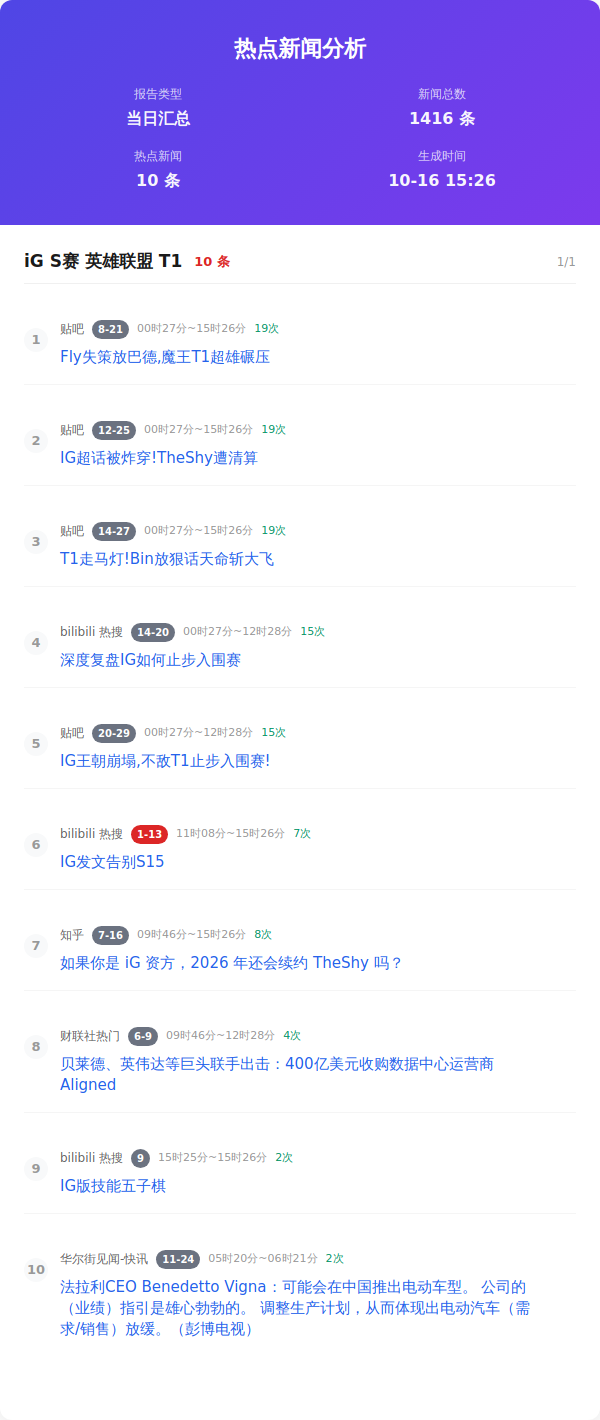 热点新闻分析
报告类型
当日汇总
新闻总数
1416 条
热点新闻
10 条
生成时间
10-16 15:26
iG S赛 英雄联盟 T1 10 条 1/1
1
贴吧 8-21 00时27分~15时26分 19次
Fly失策放巴德,魔王T1超雄碾压
2
贴吧 12-25 00时27分~15时26分 19次
IG超话被炸穿!TheShy遭清算
3
贴吧 14-27 00时27分~15时26分 19次
T1走马灯!Bin放狠话天命斩大飞
4
bilibili 热搜 14-20 00时27分~12时28分 15次
深度复盘IG如何止步入围赛
5
贴吧 20-29 00时27分~12时28分 15次
IG王朝崩塌,不敌T1止步入围赛!
6
bilibili 热搜 1-13 11时08分~15时26分 7次
IG发文告别S15
7
知乎 7-16 09时46分~15时26分 8次
如果你是 iG 资方，2026 年还会续约 TheShy 吗？
8
财联社热门 6-9 09时46分~12时28分 4次
贝莱德、英伟达等巨头联手出击：400亿美元收购数据中心运营商
Aligned
9
bilibili 热搜 9 15时25分~15时26分 2次
IG版技能五子棋
10
华尔街见闻-快讯 11-24 05时20分~06时21分 2次
法拉利CEO Benedetto Vigna：可能会在中国推出电动车型。 公司的
（业绩）指引是雄心勃勃的。 调整生产计划，从而体现出电动汽车（需
求/销售）放缓。（彭博电视）